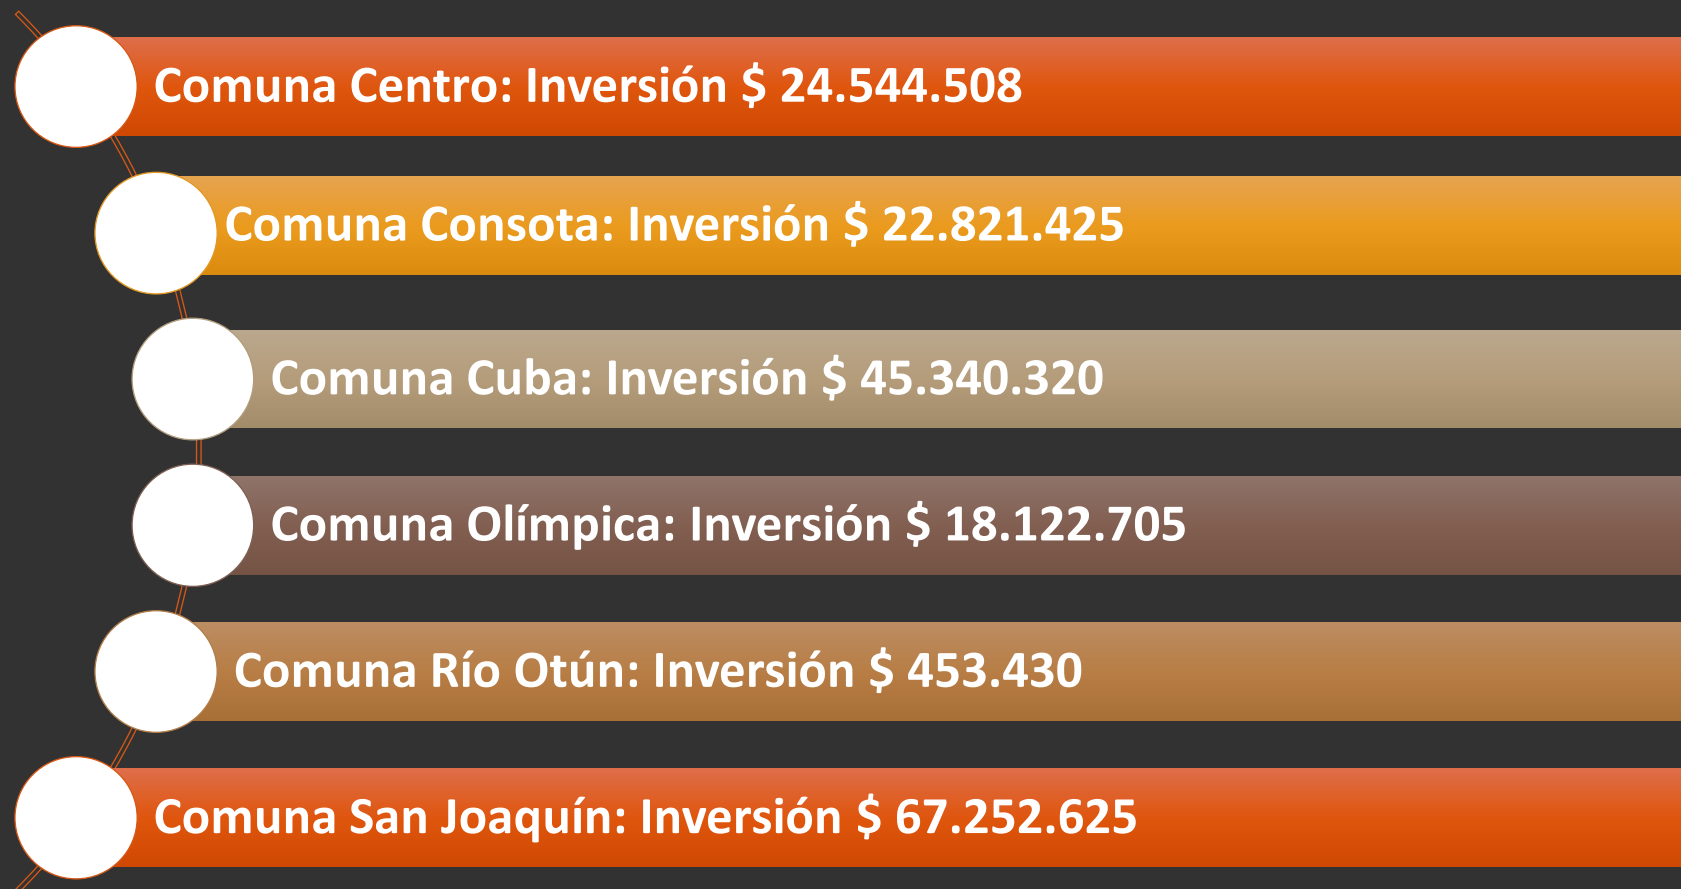 Comuna Centro: Inversión $ 24.544.508
Comuna Consota: Inversión $ 22.821.425
Comuna Cuba: Inversión $ 45.340.320
Comuna Olímpica: Inversión $ 18.122.705
Comuna Río Otún: Inversión $ 453.430
Comuna San Joaquín: Inversión $ 67.252.625